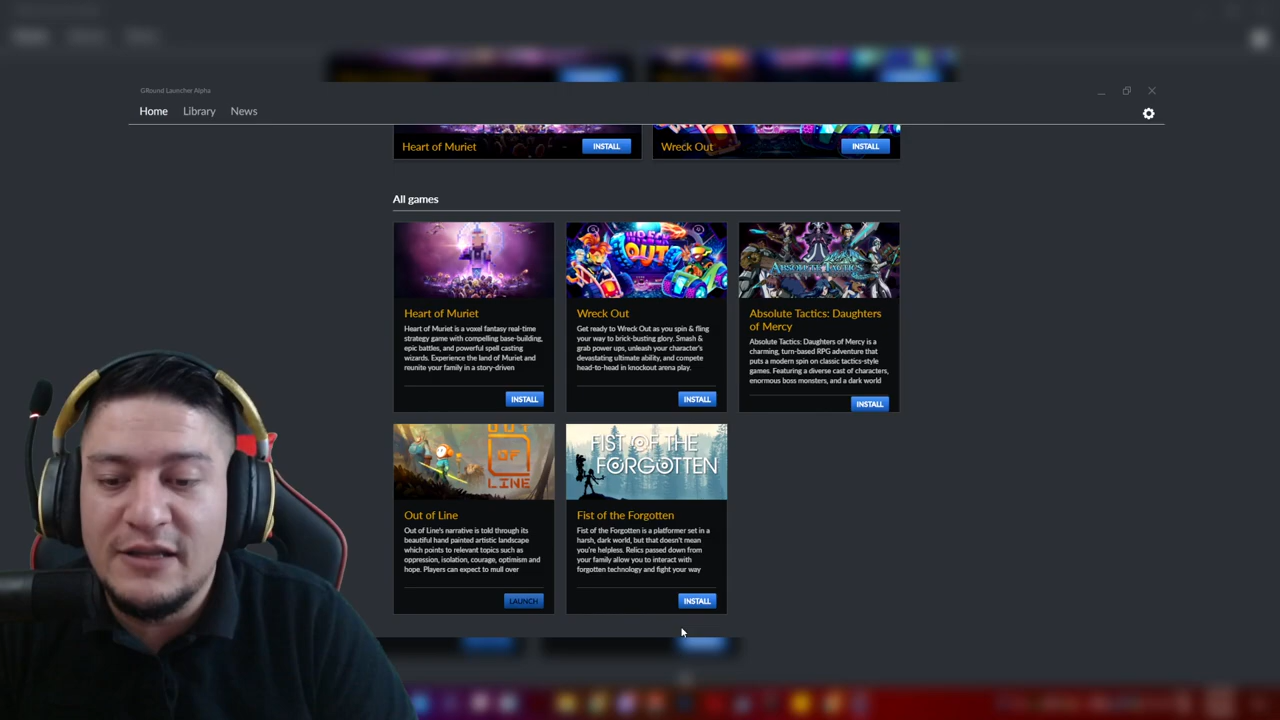 GRound Launcher Alpha
Home Library News
Heart of Muriet INSTALL
Wreck Out INSTALL
All games
WRECK OUT
ABSOLUTE TACTICS
Heart of Muriet
Heart of Muriet is a voxel fantasy real-time
strategy game with compelling base-building,
epic battles, and powerful spell casting
wizards. Experience the land of Muriet and
reunite your family in a story-driven
INSTALL
Wreck Out
Get ready to Wreck Out as you spin & fling
your way to brick-busting glory. Smash &
grab power ups, unleash your character's
devastating ultimate ability, and compete
head-to-head in knockout arena play.
INSTALL
Absolute Tactics: Daughters
of Mercy
Absolute Tactics: Daughters of Mercy is a
charming, turn-based RPG adventure that
puts a modern spin on classic tactics-style
games. Featuring a diverse cast of characters,
enormous boss monsters, and a dark world
INSTALL
OUT
OF
LINE
Out of Line
Out of Line's narrative is told through its
beautiful hand painted artistic landscape
which points to relevant topics such as
oppression, isolation, courage, optimism and
hope. Players can expect to mull over
LAUNCH
FIST OF THE
FORGOTTEN
Fist of the Forgotten
Fist of the Forgotten is a platformer set in a
harsh, dark world, but that doesn't mean
you're helpless. Relics passed down from
your family allow you to interact with
forgotten technology and fight your way
INSTALL